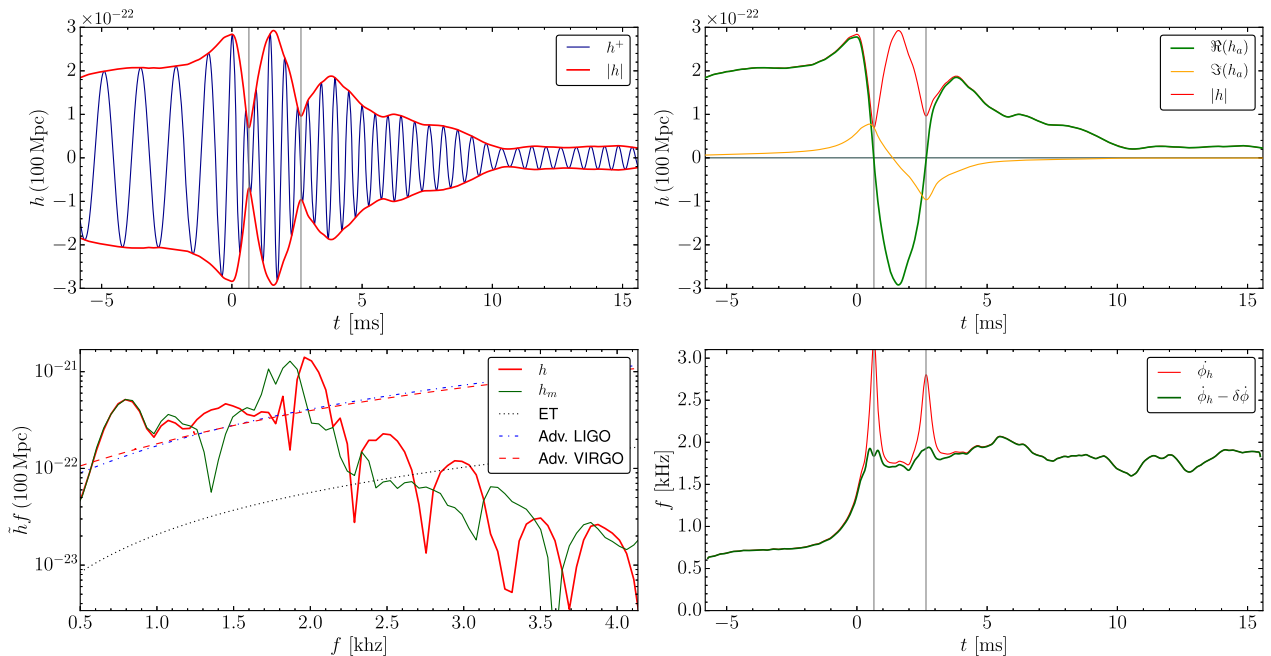 ×10−22
3
2
1
0
−1
−2
−3
h (100 Mpc)
h+
|h|
−5
0
5
10
15
t [ms]
×10−22
3
2
1
0
−1
−2
−3
h (100 Mpc)
ℜ(ha)
ℑ(ha)
|h|
−5
0
5
10
15
t [ms]
10−21
10−22
10−23
h̃ f (100 Mpc)
h
hm
ET
Adv. LIGO
Adv. VIRGO
0.5
1.0
1.5
2.0
2.5
3.0
3.5
4.0
f [khz]
3.0
2.5
2.0
1.5
1.0
0.5
0.0
f [kHz]
ϕ̇h
ϕ̇h − δϕ̇
−5
0
5
10
15
t [ms]